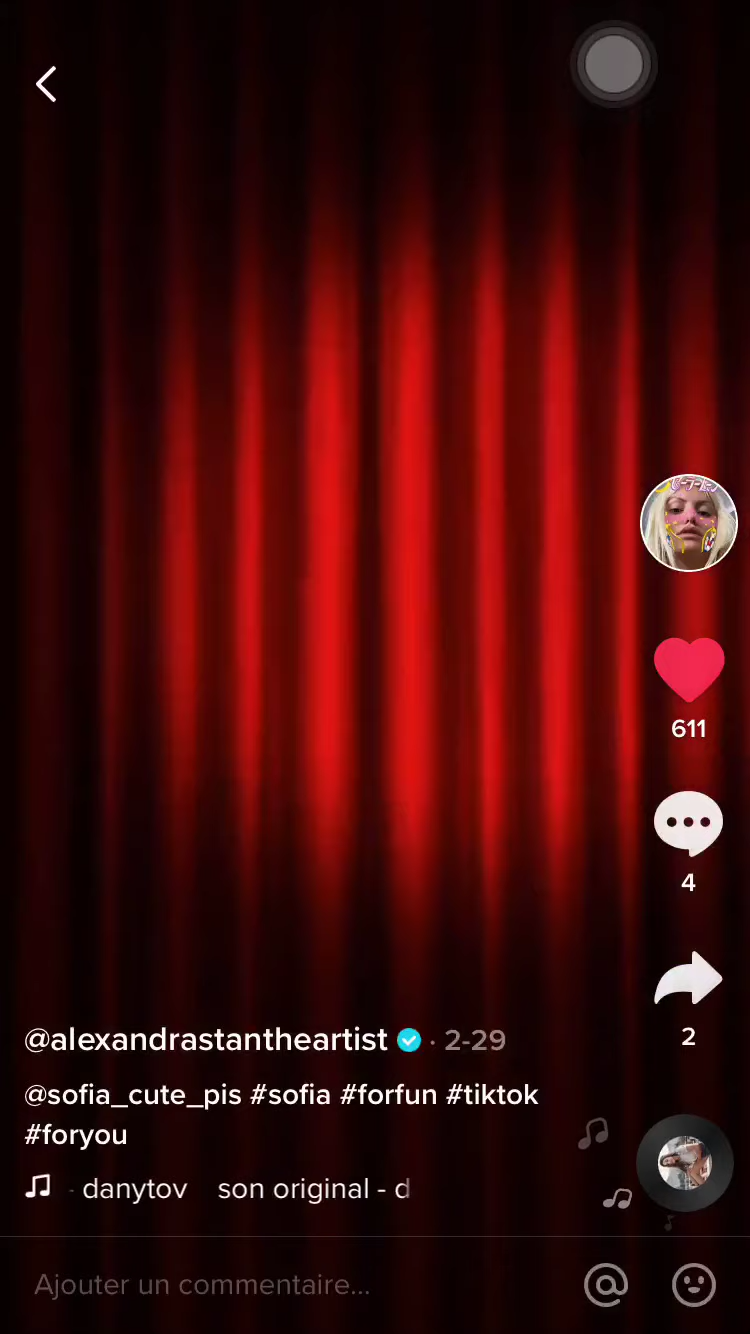 611
4
2
@alexandrastantheartist · 2-29
@sofia_cute_pis #sofia #forfun #tiktok
#foryou
· danytov son original - d
Ajouter un commentaire...